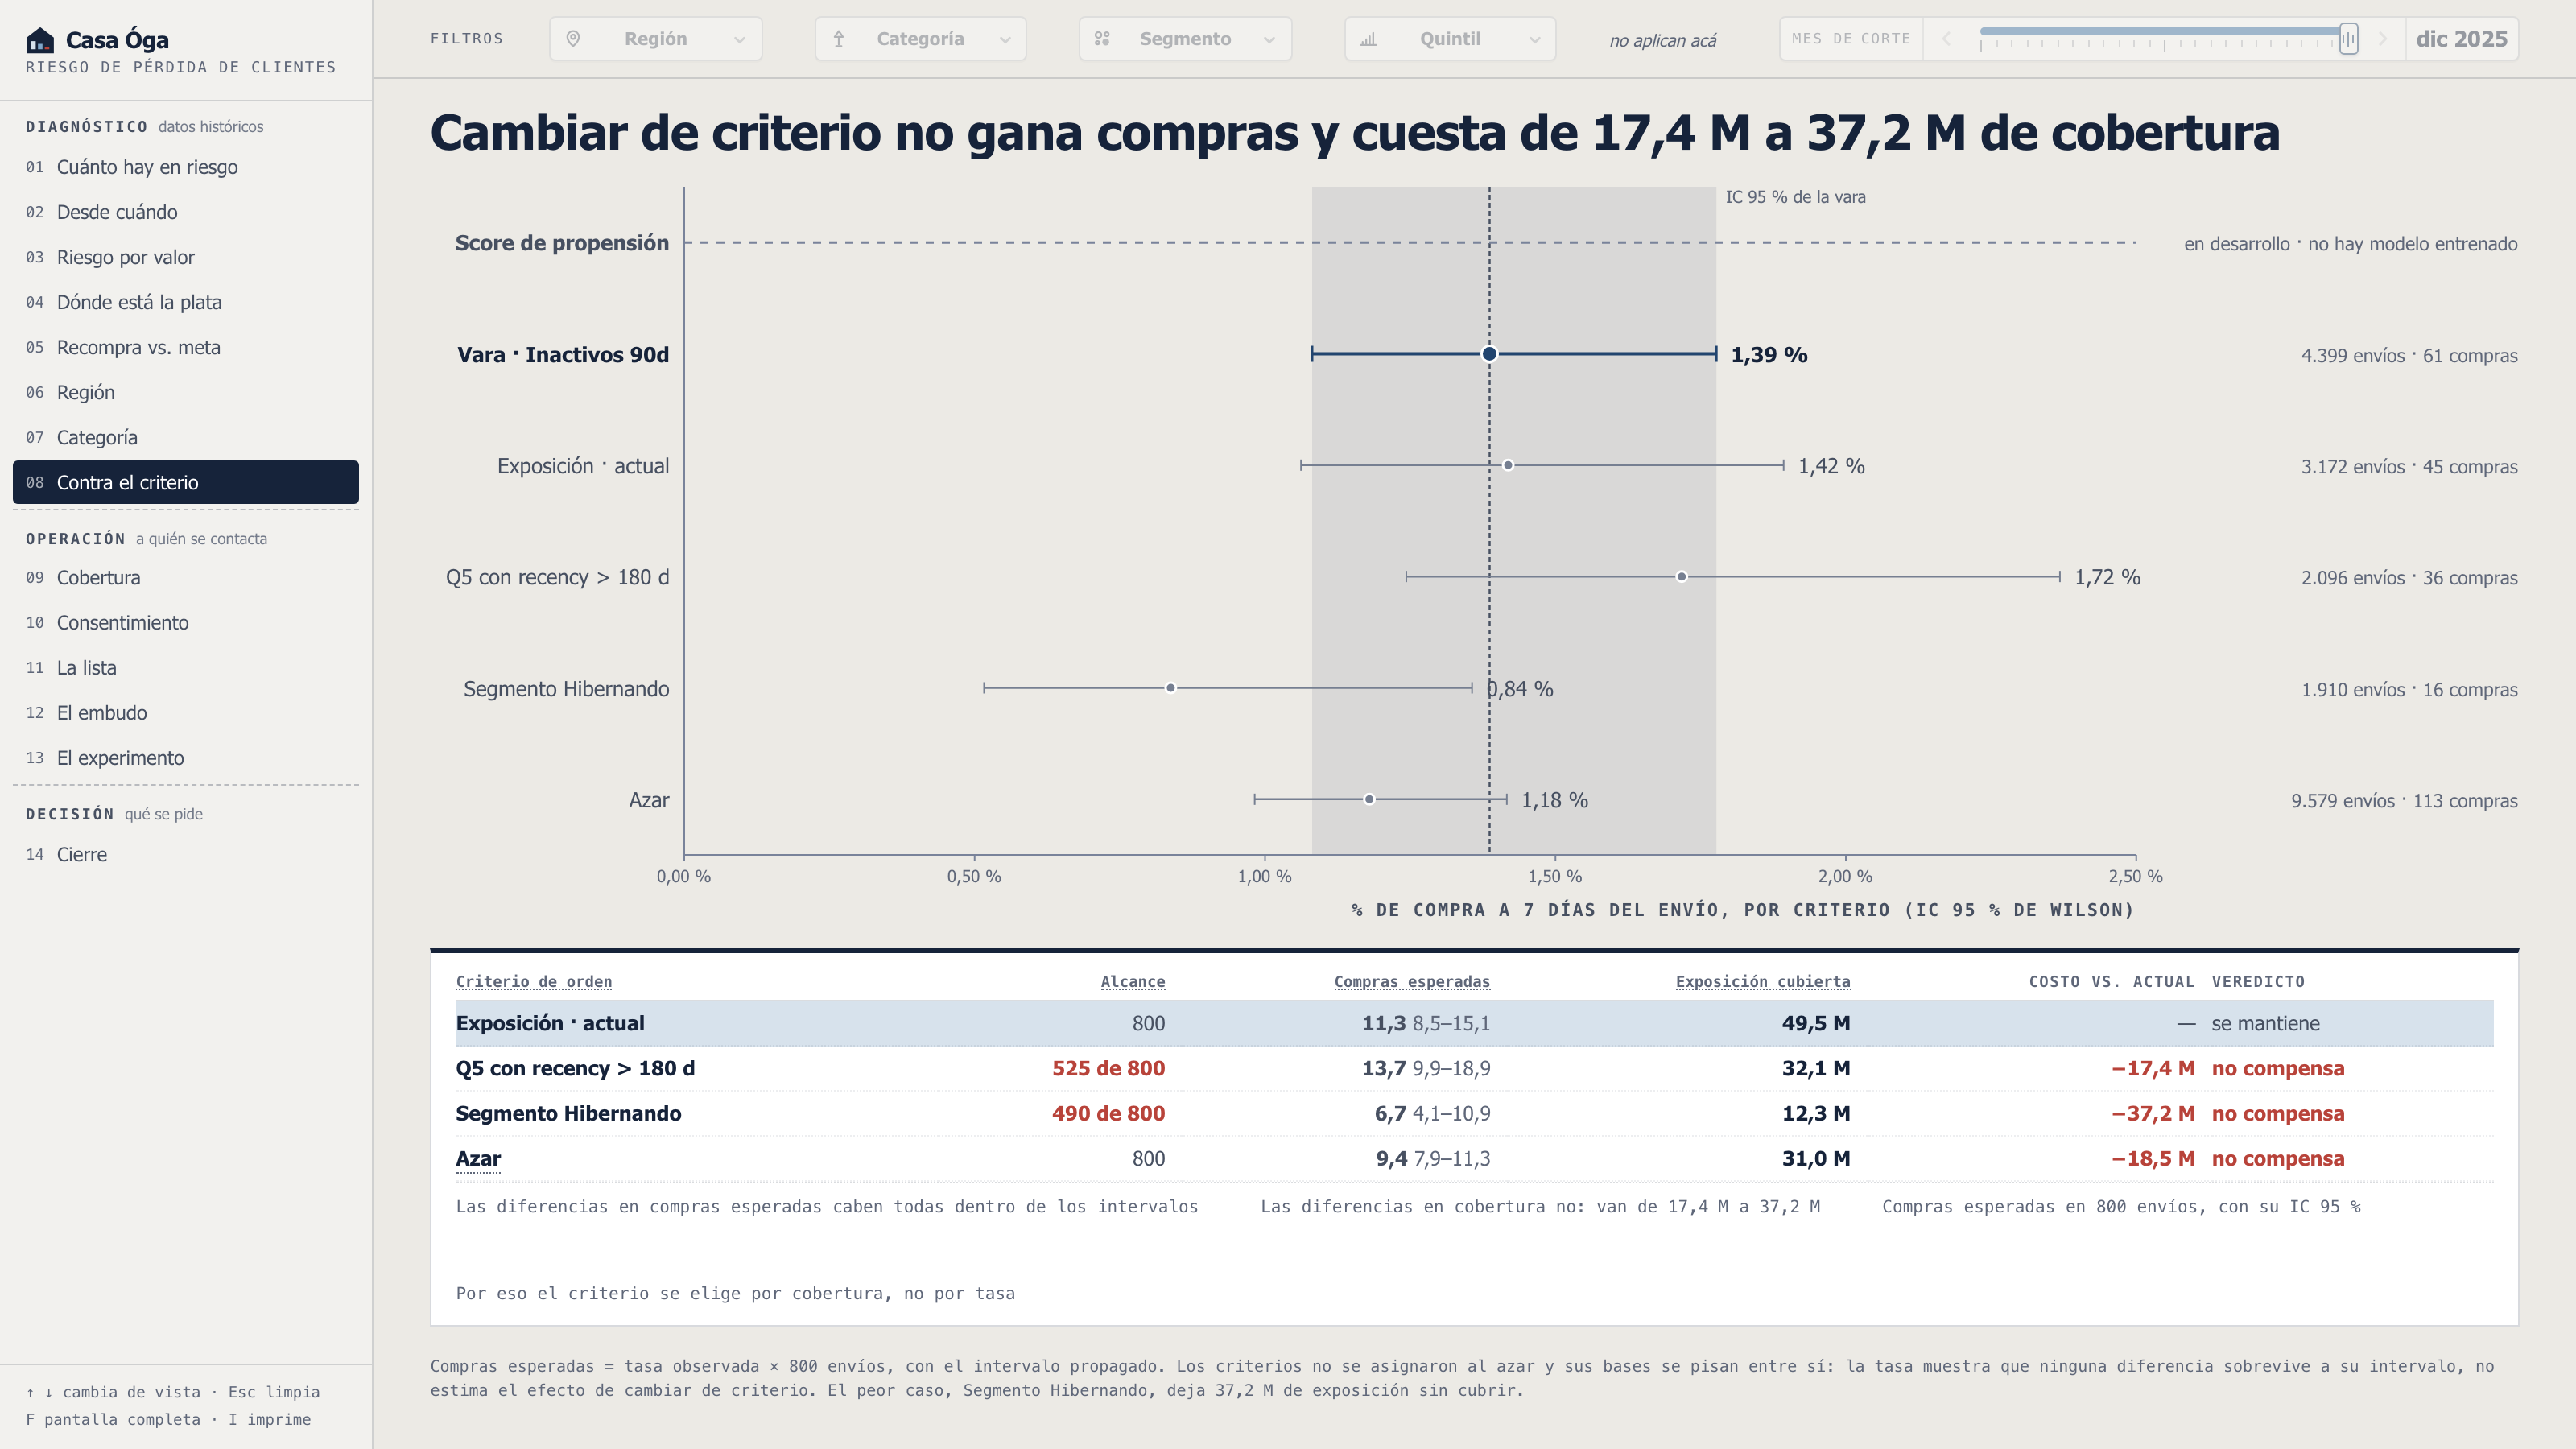 Casa Óga
RIESGO DE PÉRDIDA DE CLIENTES
DIAGNÓSTICO datos históricos
01 Cuánto hay en riesgo
02 Desde cuándo
03 Riesgo por valor
04 Dónde está la plata
05 Recompra vs. meta
06 Región
07 Categoría
08 Contra el criterio
OPERACIÓN a quién se contacta
09 Cobertura
10 Consentimiento
11 La lista
12 El embudo
13 El experimento
DECISIÓN qué se pide
14 Cierre
↑ ↓ cambia de vista · Esc limpia
F pantalla completa · I imprime
FILTROS Región Categoría Segmento Quintil no aplican acá MES DE CORTE dic 2025
Cambiar de criterio no gana compras y cuesta de 17,4 M a 37,2 M de cobertura
IC 95 % de la vara
Score de propensión en desarrollo · no hay modelo entrenado
Vara · Inactivos 90d 1,39 % 4.399 envíos · 61 compras
Exposición · actual 1,42 % 3.172 envíos · 45 compras
Q5 con recency > 180 d 1,72 % 2.096 envíos · 36 compras
Segmento Hibernando 0,84 % 1.910 envíos · 16 compras
Azar 1,18 % 9.579 envíos · 113 compras
0,00 % 0,50 % 1,00 % 1,50 % 2,00 % 2,50 %
% DE COMPRA A 7 DÍAS DEL ENVÍO, POR CRITERIO (IC 95 % DE WILSON)
Criterio de orden Alcance Compras esperadas Exposición cubierta COSTO VS. ACTUAL VEREDICTO
Exposición · actual 800 11,3 8,5–15,1 49,5 M — se mantiene
Q5 con recency > 180 d 525 de 800 13,7 9,9–18,9 32,1 M −17,4 M no compensa
Segmento Hibernando 490 de 800 6,7 4,1–10,9 12,3 M −37,2 M no compensa
Azar 800 9,4 7,9–11,3 31,0 M −18,5 M no compensa
Las diferencias en compras esperadas caben todas dentro de los intervalos Las diferencias en cobertura no: van de 17,4 M a 37,2 M Compras esperadas en 800 envíos, con su IC 95 %
Por eso el criterio se elige por cobertura, no por tasa
Compras esperadas = tasa observada × 800 envíos, con el intervalo propagado. Los criterios no se asignaron al azar y sus bases se pisan entre sí: la tasa muestra que ninguna diferencia sobrevive a su intervalo, no
estima el efecto de cambiar de criterio. El peor caso, Segmento Hibernando, deja 37,2 M de exposición sin cubrir.